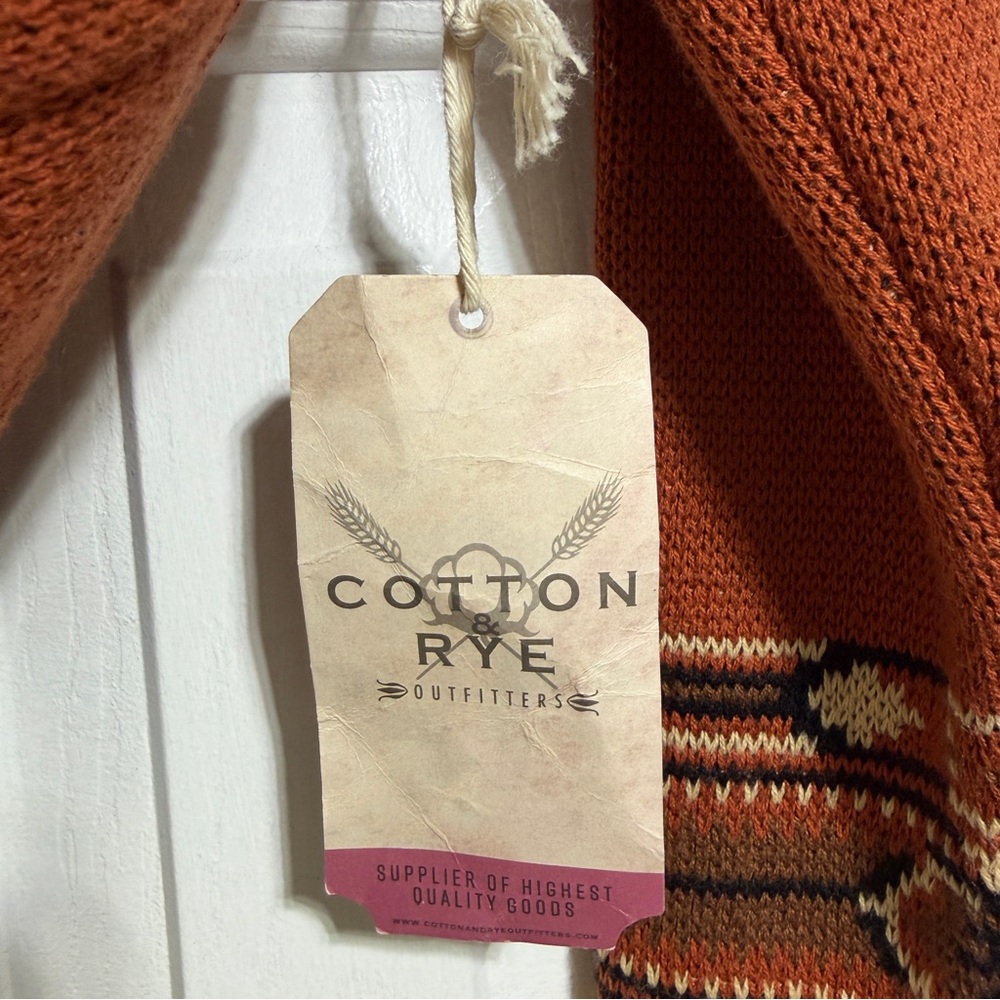 COTTON
&
RYE
OUTFITTERS
SUPPLIER OF HIGHEST
QUALITY GOODS
WWW.COTTONANDRYEOUTFITTERS.COM